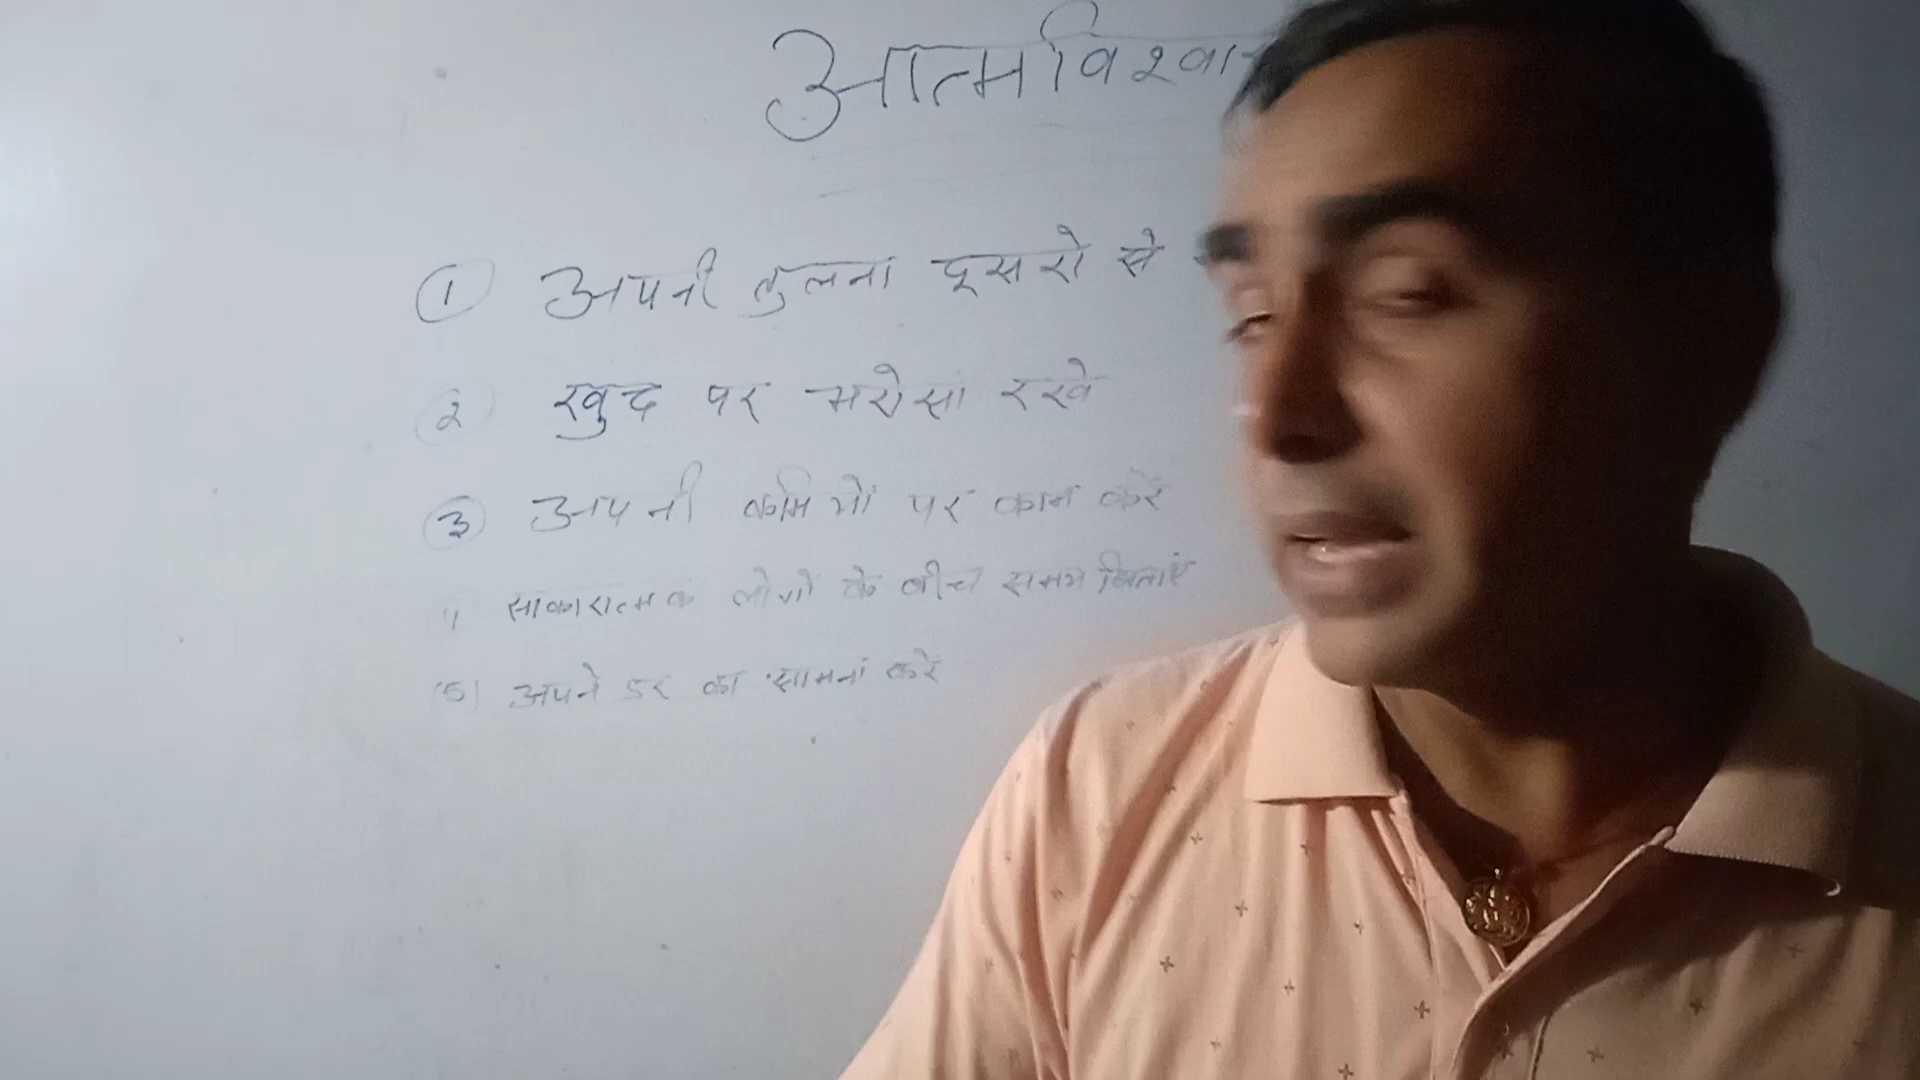 आत्मविश्वा
① अपनी तुलना दूसरो से
② खुद पर भरोसा रखे
③ अपनी कमियों पर काम करें
4) साकारात्मक लोगों के बीच समय बिताएं
(5) अपने डर का सामना करें